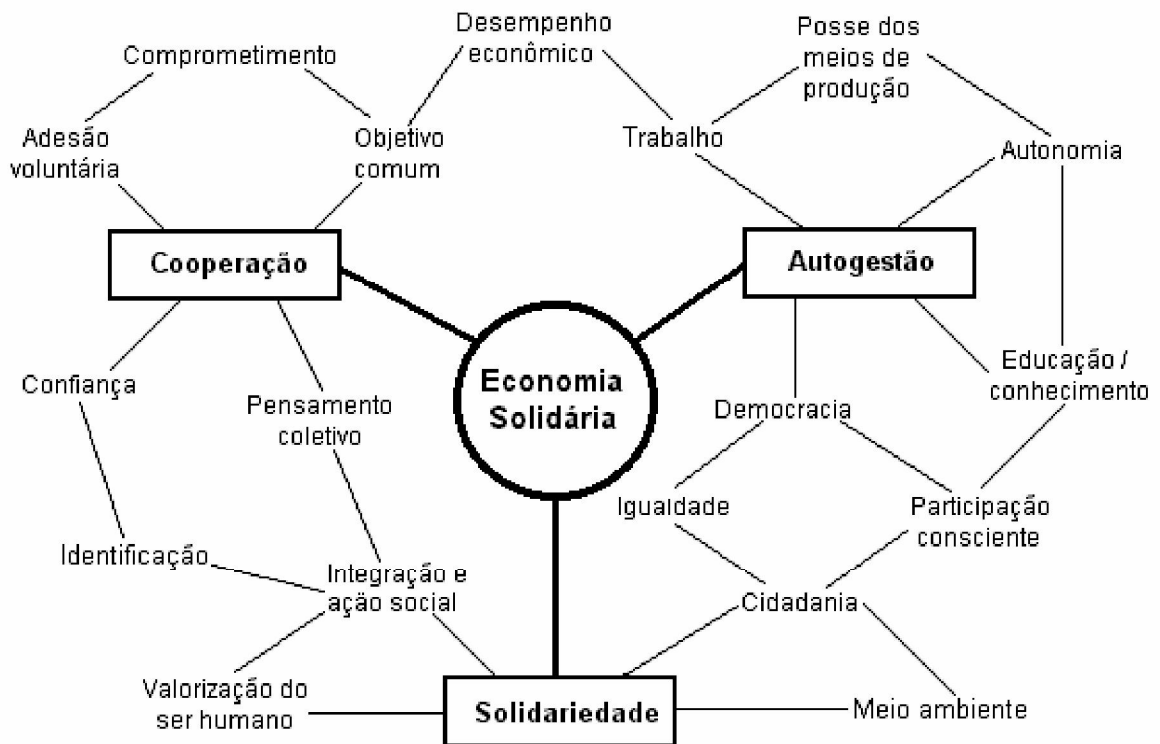 Comprometimento
Desempenho
econômico
Posse dos
meios de
produção
Adesão
voluntária
Objetivo
comum
Trabalho
Autonomia
Cooperação
Autogestão
Economia
Solidária
Confiança
Pensamento
coletivo
Democracia
Educação /
conhecimento
Igualdade
Participação
consciente
Identificação
Integração e
ação social
Cidadania
Valorização do
ser humano
Solidariedade
Meio ambiente